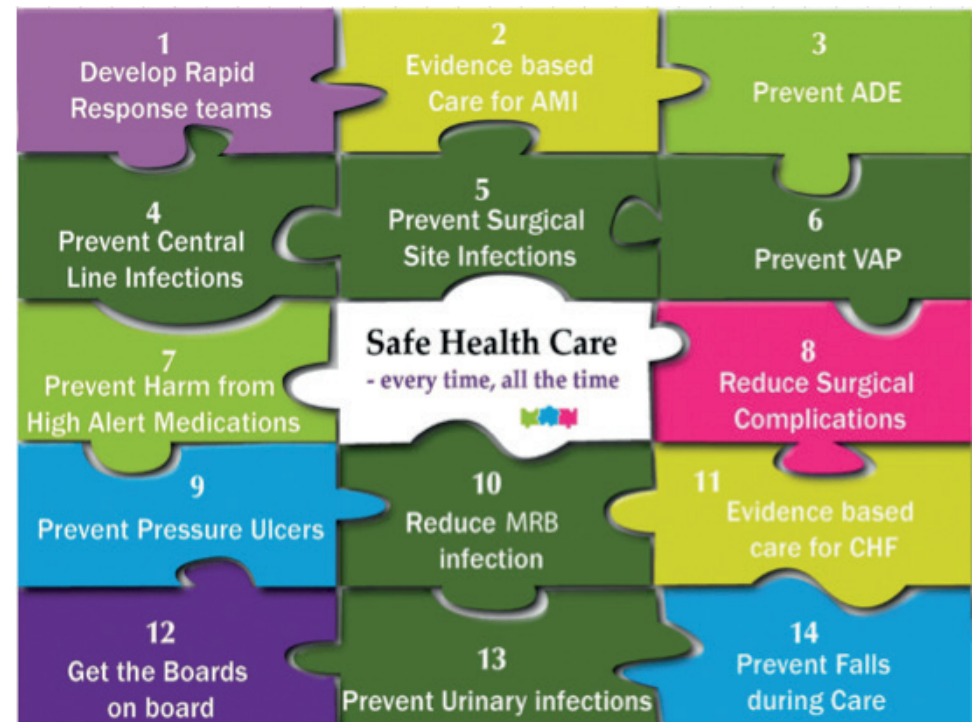 1
Develop Rapid
Response teams
2
Evidence based
Care for AMI
3
Prevent ADE
4
Prevent Central
Line Infections
5
Prevent Surgical
Site Infections
6
Prevent VAP
7
Prevent Harm from
High Alert Medications
Safe Health Care
- every time, all the time
8
Reduce Surgical
Complications
9
Prevent Pressure Ulcers
10
Reduce MRB
infection
11
Evidence based
care for CHF
12
Get the Boards
on board
13
Prevent Urinary infections
14
Prevent Falls
during Care